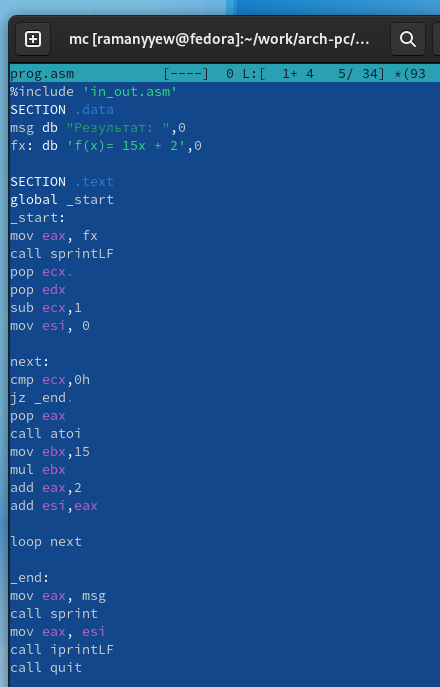 mc [ramanyyew@fedora]:~/work/arch-pc/...
prog.asm [----] 0 L:[ 1+ 4 5/ 34] *(93
%include 'in_out.asm'
SECTION .data
msg db "Результат: ",0
fx: db 'f(x)= 15x + 2',0
SECTION .text
global _start
_start:
mov eax, fx
call sprintLF
pop ecx.
pop edx
sub ecx,1
mov esi, 0
next:
cmp ecx,0h
jz _end.
pop eax
call atoi
mov ebx,15
mul ebx
add eax,2
add esi,eax
loop next
_end:
mov eax, msg
call sprint
mov eax, esi
call iprintLF
call quit